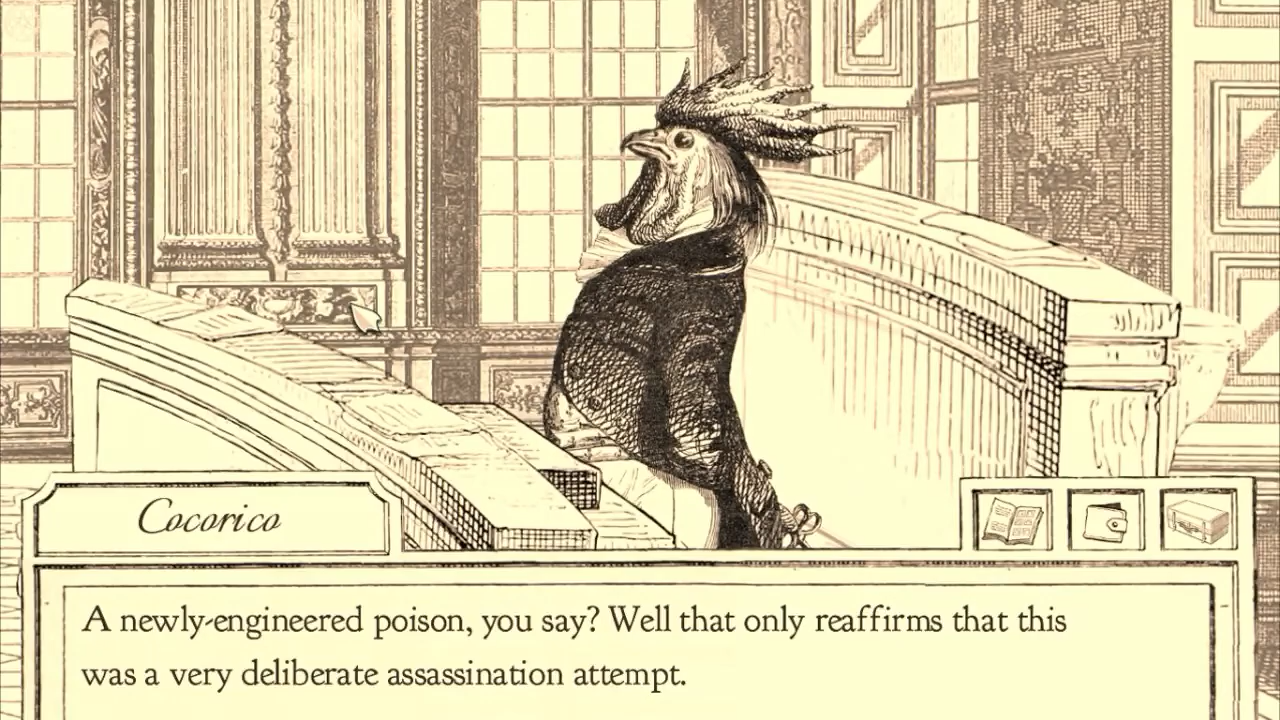 Cocorico
A newly-engineered poison, you say? Well that only reaffirms that this
was a very deliberate assassination attempt.